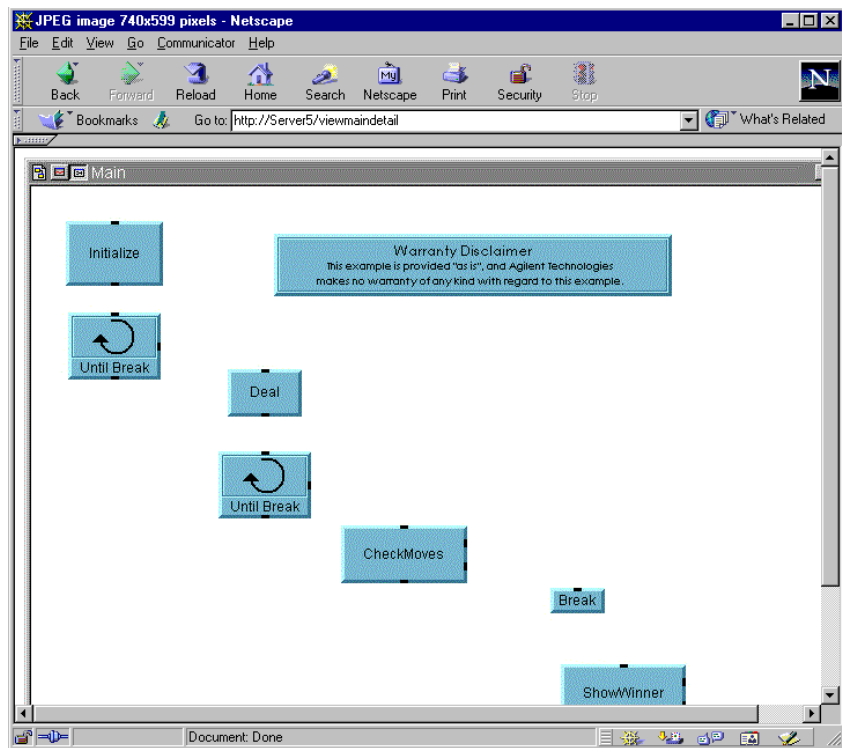 JPEG image 740x599 pixels - Netscape
File Edit View Go Communicator Help
Back Forward Reload Home Search Netscape Print Security Stop
My
N
Bookmarks Go to: http://Server5/viewmaindetail What's Related
Main
Initialize
Warranty Disclaimer
This example is provided "as is", and Agilent Technologies
makes no warranty of any kind with regard to this example.
Until Break
Deal
Until Break
CheckMoves
Break
ShowWinner
Document: Done